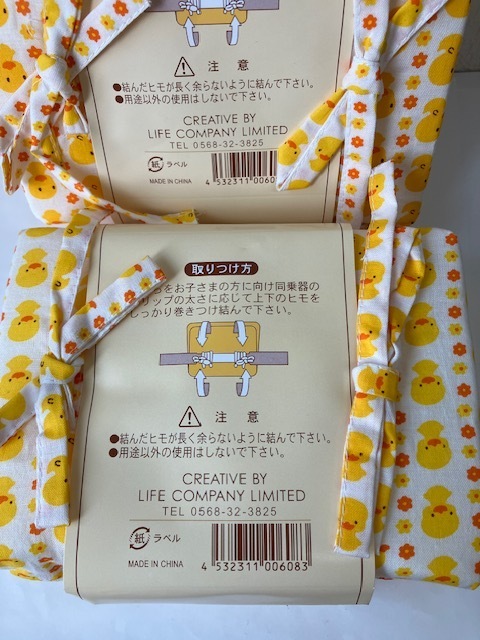 注 意
●結んだヒモが長く余らないように結んで下さい。
●用途以外の使用はしないで下さい。
CREATIVE BY
LIFE COMPANY LIMITED
TEL 0568-32-3825
紙 ラベル
MADE IN CHINA
4 532311 0060
取りつけ方
をお子さまの方に向け同乗器の
リップの太さに応じて上下のヒモを
しっかり巻きつけ結んで下さい。
注 意
●結んだヒモが長く余らないように結んで下さい。
●用途以外の使用はしないで下さい。
CREATIVE BY
LIFE COMPANY LIMITED
TEL 0568-32-3825
紙 ラベル
MADE IN CHINA
4 532311 006083